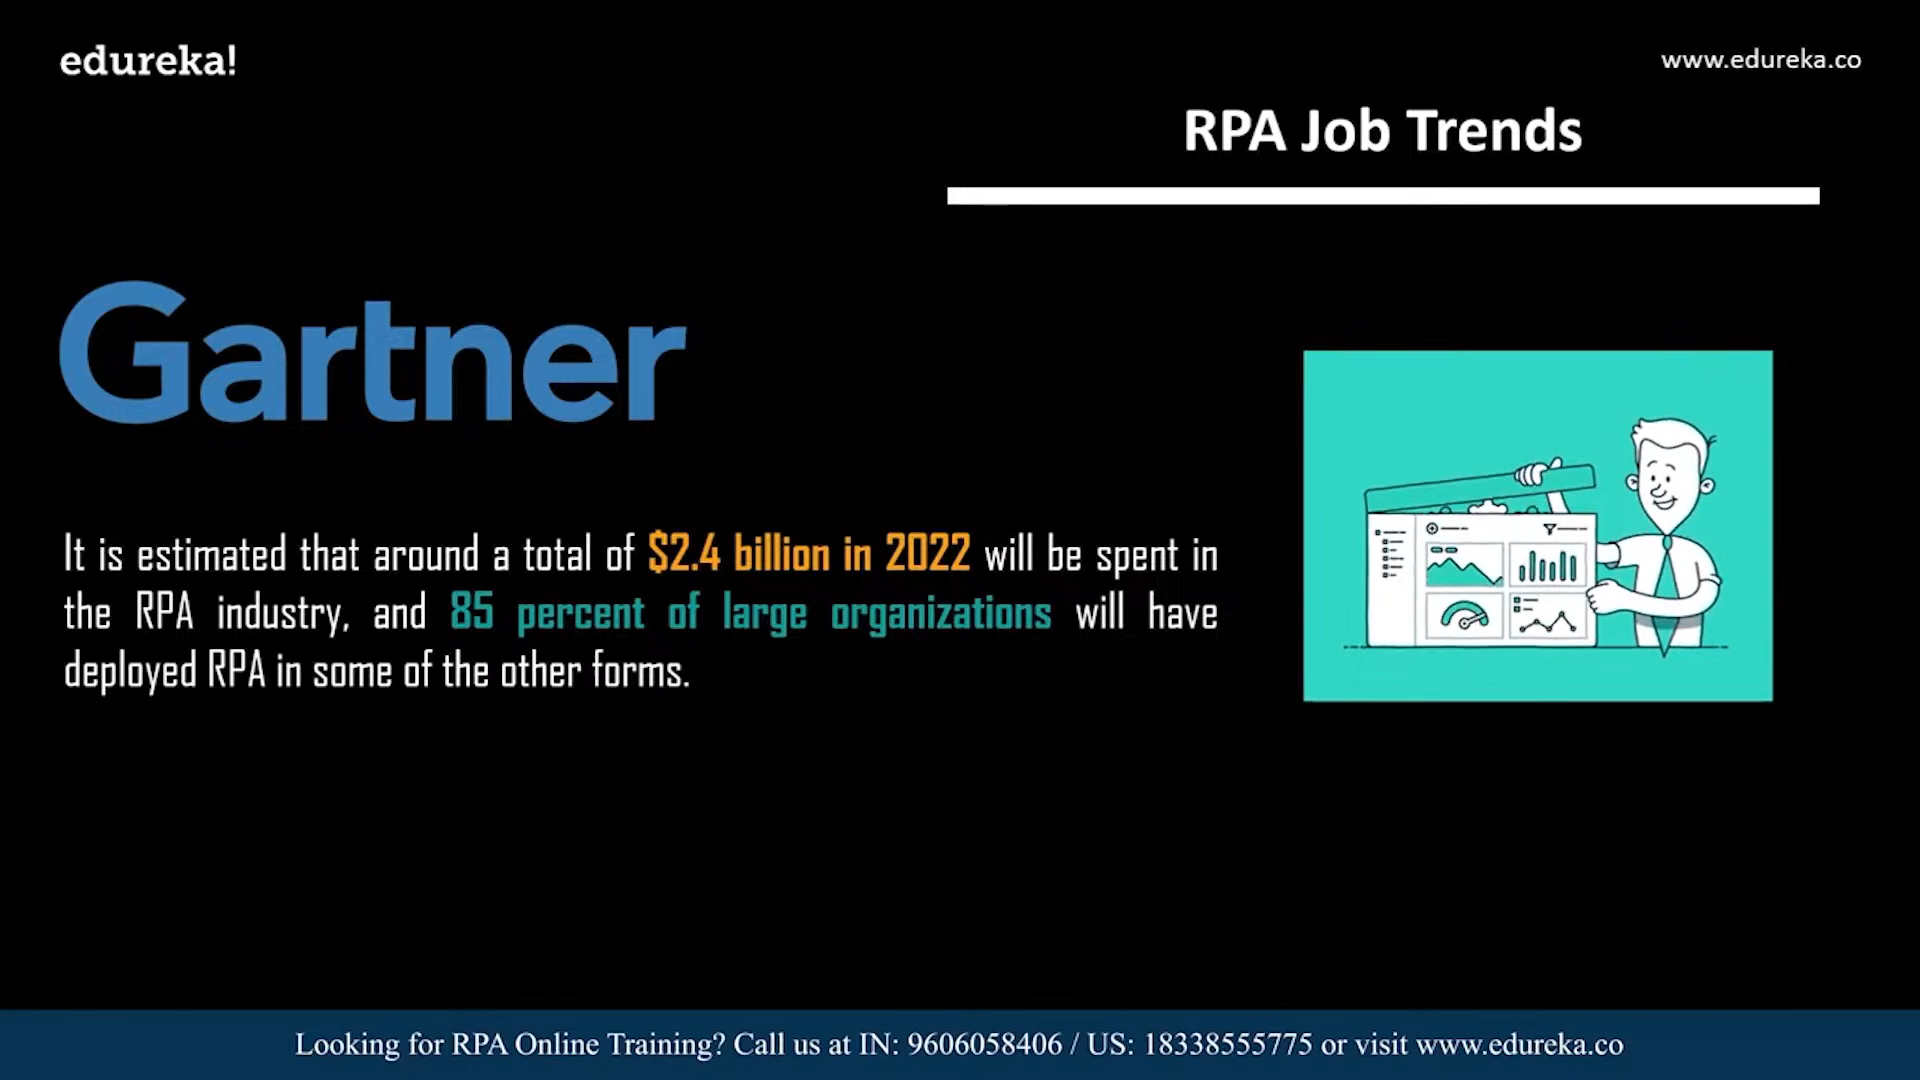 edureka!
www.edureka.co
RPA Job Trends
Gartner
It is estimated that around a total of $2.4 billion in 2022 will be spent in
the RPA industry, and 85 percent of large organizations will have
deployed RPA in some of the other forms.
Looking for RPA Online Training? Call us at IN: 9606058406 / US: 18338555775 or visit www.edureka.co